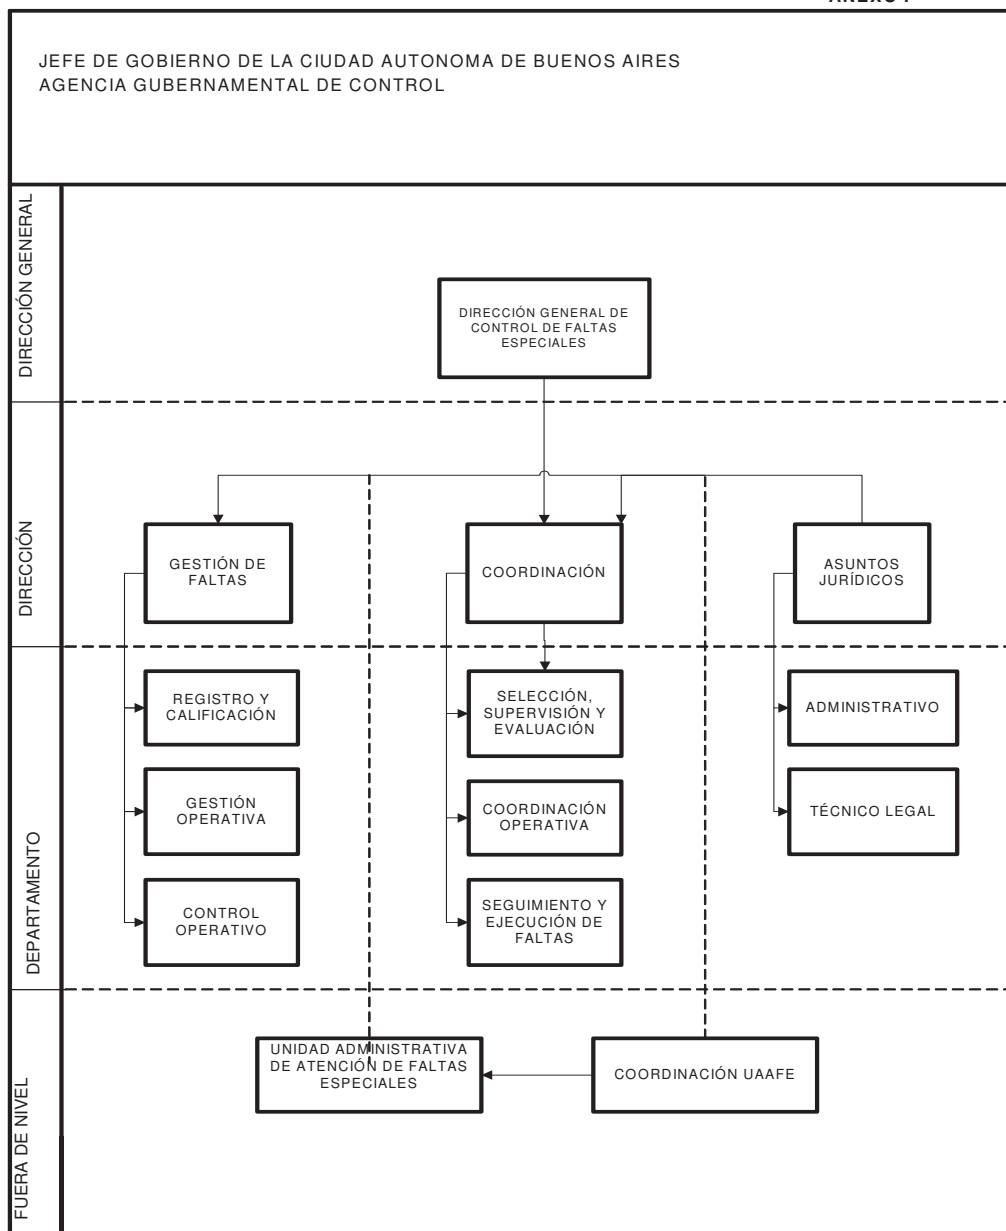 JEFE DE GOBIERNO DE LA CIUDAD AUTONOMA DE BUENOS AIRES
AGENCIA GUBERNAMENTAL DE CONTROL
DIRECCIÓN GENERAL
DIRECCIÓN GENERAL DE
CONTROL DE FALTAS
ESPECIALES
DIRECCIÓN
GESTIÓN DE
FALTAS
COORDINACIÓN
ASUNTOS
JURÍDICOS
DEPARTAMENTO
REGISTRO Y
CALIFICACIÓN
SELECCIÓN,
SUPERVISIÓN Y
EVALUACIÓN
ADMINISTRATIVO
GESTIÓN
OPERATIVA
COORDINACIÓN
OPERATIVA
TÉCNICO LEGAL
CONTROL
OPERATIVO
SEGUIMIENTO Y
EJECUCIÓN DE
FALTAS
FUERA DE NIVEL
UNIDAD ADMINISTRATIVA
DE ATENCIÓN DE FALTAS
ESPECIALES
COORDINACIÓN UAAFE